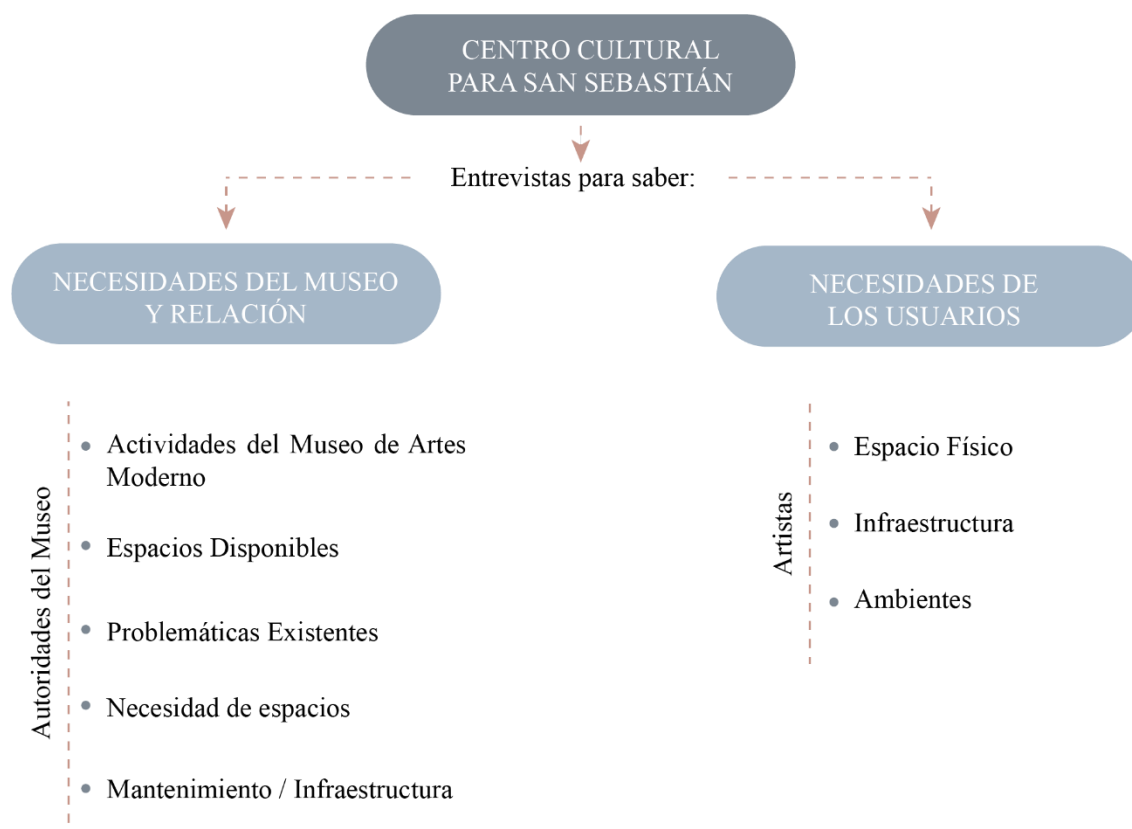 CENTRO CULTURAL
PARA SAN SEBASTIÁN
Entrevistas para saber:
NECESIDADES DEL MUSEO
Y RELACIÓN
Autoridades del Museo
Actividades del Museo de Artes
Moderno
Espacios Disponibles
Problemáticas Existentes
Necesidad de espacios
Mantenimiento / Infraestructura
NECESIDADES DE
LOS USUARIOS
Artistas
Espacio Físico
Infraestructura
Ambientes